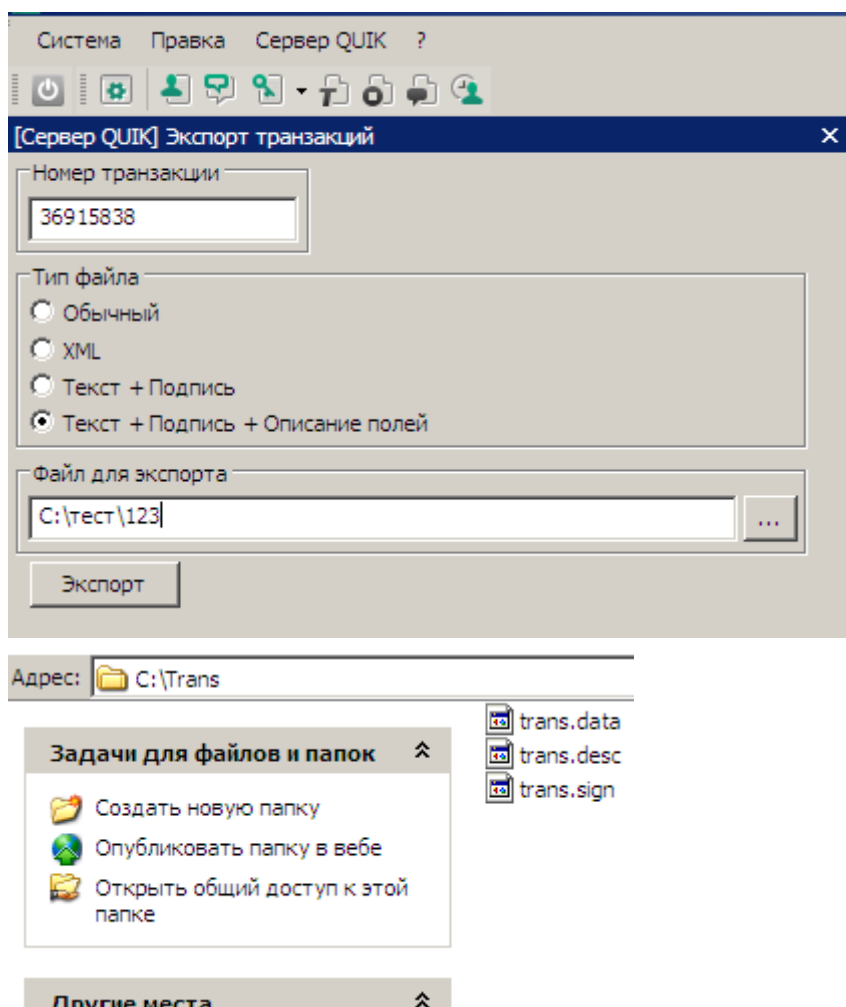 Система Правка Сервер QUIK ?
[Сервер QUIK] Экспорт транзакций
Номер транзакции
36915838
Тип файла
Обычный
XML
Текст + Подпись
Текст + Подпись + Описание полей
Файл для экспорта
C:\тест\123
...
Экспорт
Адрес: C:\Trans
trans.data
trans.desc
trans.sign
Задачи для файлов и папок
Создать новую папку
Опубликовать папку в вебе
Открыть общий доступ к этой
папке
Другие места